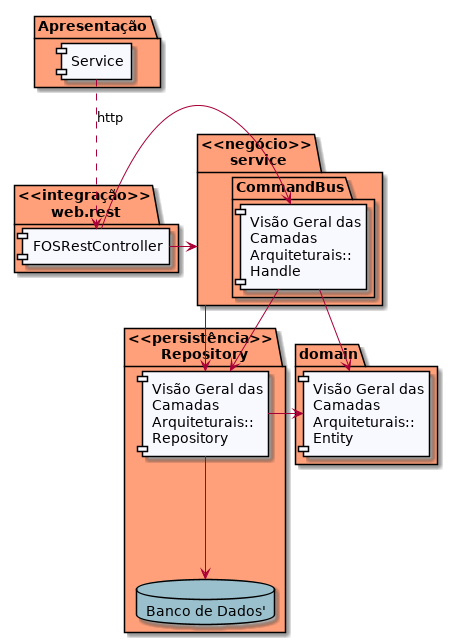 Apresentação
Service
http
<<negócio>>
service
CommandBus
<<integração>>
web.rest
FOSRestController
Visão Geral das
Camadas
Arquiteturais::
Handle
<<persistência>>
Repository
domain
Visão Geral das
Camadas
Arquiteturais::
Repository
Visão Geral das
Camadas
Arquiteturais::
Entity
Banco de Dados'